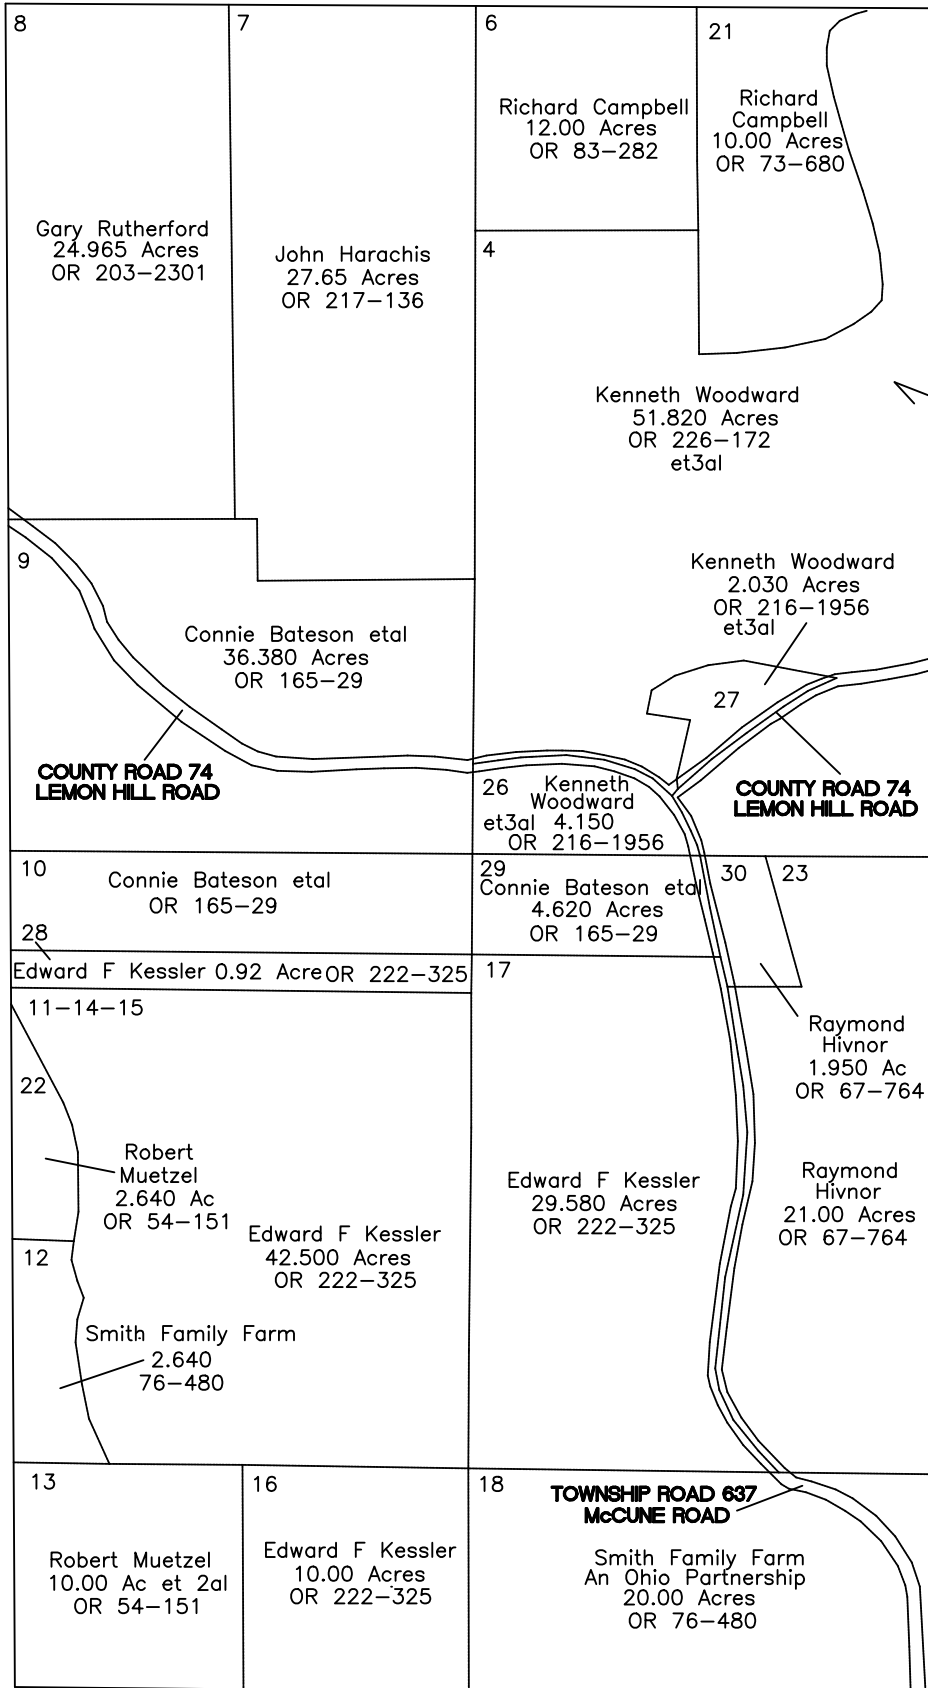 8
7
6
21
Richard Campbell
12.00 Acres
OR 83-282
Richard
Campbell
10.00 Acres
OR 73-680
Gary Rutherford
24.965 Acres
OR 203-2301
John Harachis
27.65 Acres
OR 217-136
4
Kenneth Woodward
51.820 Acres
OR 226-172
et3al
9
Connie Bateson etal
36.380 Acres
OR 165-29
Kenneth Woodward
2.030 Acres
OR 216-1956
et3al
27
COUNTY ROAD 74
LEMON HILL ROAD
26
Kenneth
Woodward
et3al 4.150
OR 216-1956
COUNTY ROAD 74
LEMON HILL ROAD
10
Connie Bateson etal
OR 165-29
29
Connie Bateson etal
4.620 Acres
OR 165-29
30
23
28
Edward F Kessler 0.92 Acre OR 222-325
17
11-14-15
Raymond
Hivnor
1.950 Ac
OR 67-764
22
Robert
Muetzel
2.640 Ac
OR 54-151
Edward F Kessler
42.500 Acres
OR 222-325
Edward F Kessler
29.580 Acres
OR 222-325
Raymond
Hivnor
21.00 Acres
OR 67-764
12
Smith Family Farm
2.640
76-480
13
16
18
TOWNSHIP ROAD 637
McCUNE ROAD
Robert Muetzel
10.00 Ac et 2al
OR 54-151
Edward F Kessler
10.00 Acres
OR 222-325
Smith Family Farm
An Ohio Partnership
20.00 Acres
OR 76-480